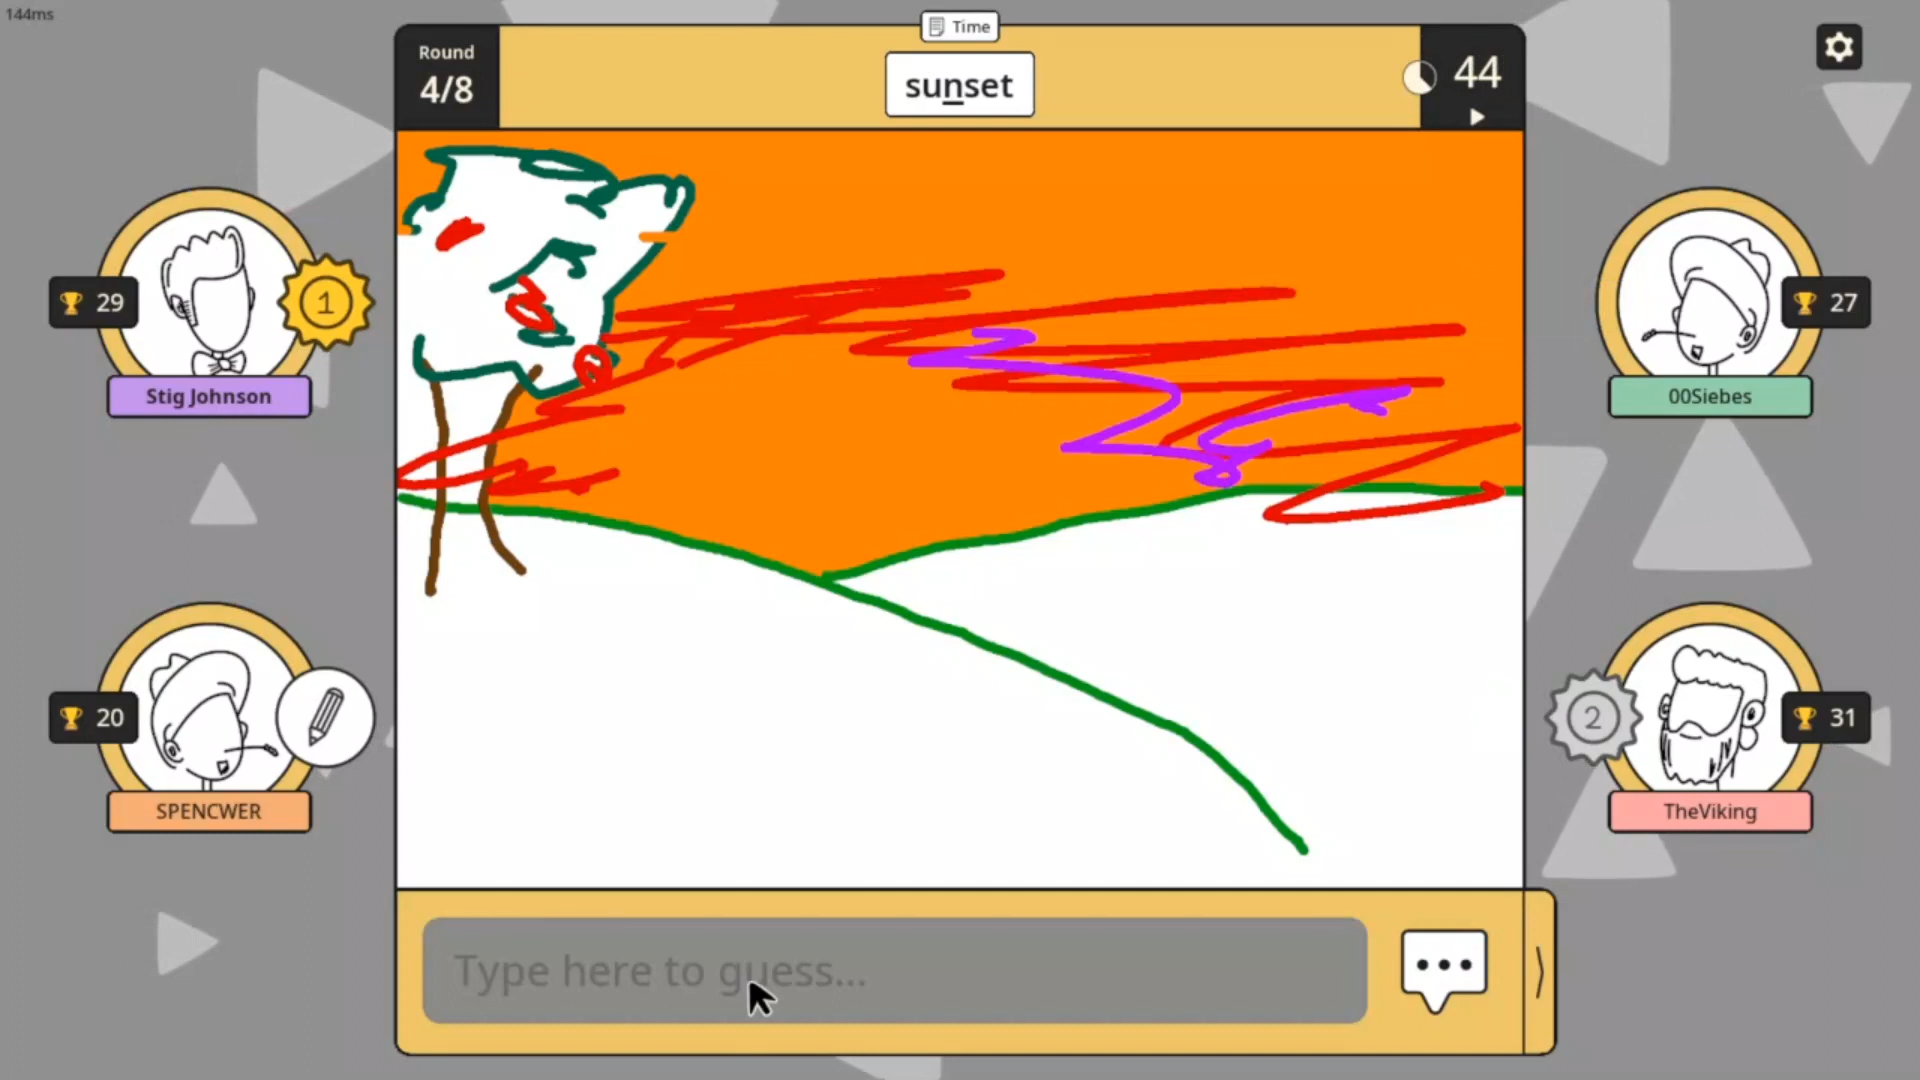 144ms
Time
Round
4/8
sunset
44
29
1
Stig Johnson
27
00Siebes
20
SPENCWER
2
31
TheViking
Type here to guess...